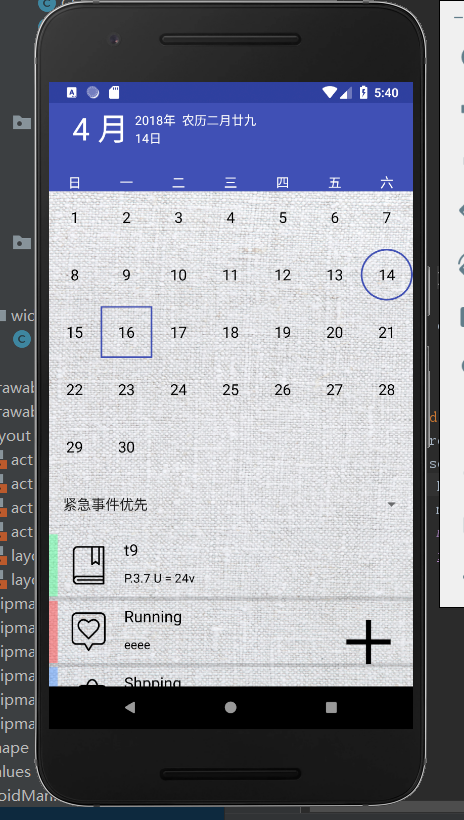 5:40
4 月
2018年 农历二月廿九
14日
日 一 二 三 四 五 六
1 2 3 4 5 6 7
8 9 10 11 12 13 14
15 16 17 18 19 20 21
22 23 24 25 26 27 28
29 30
紧急事件优先
t9
P.3.7 U = 24v
Running
eeee
Shpping
wic
C
rawab
rawab
yout
act
act
act
act
layc
layc
ipma
ipma
ipma
ipma
ipma
hape
alues
oidMan